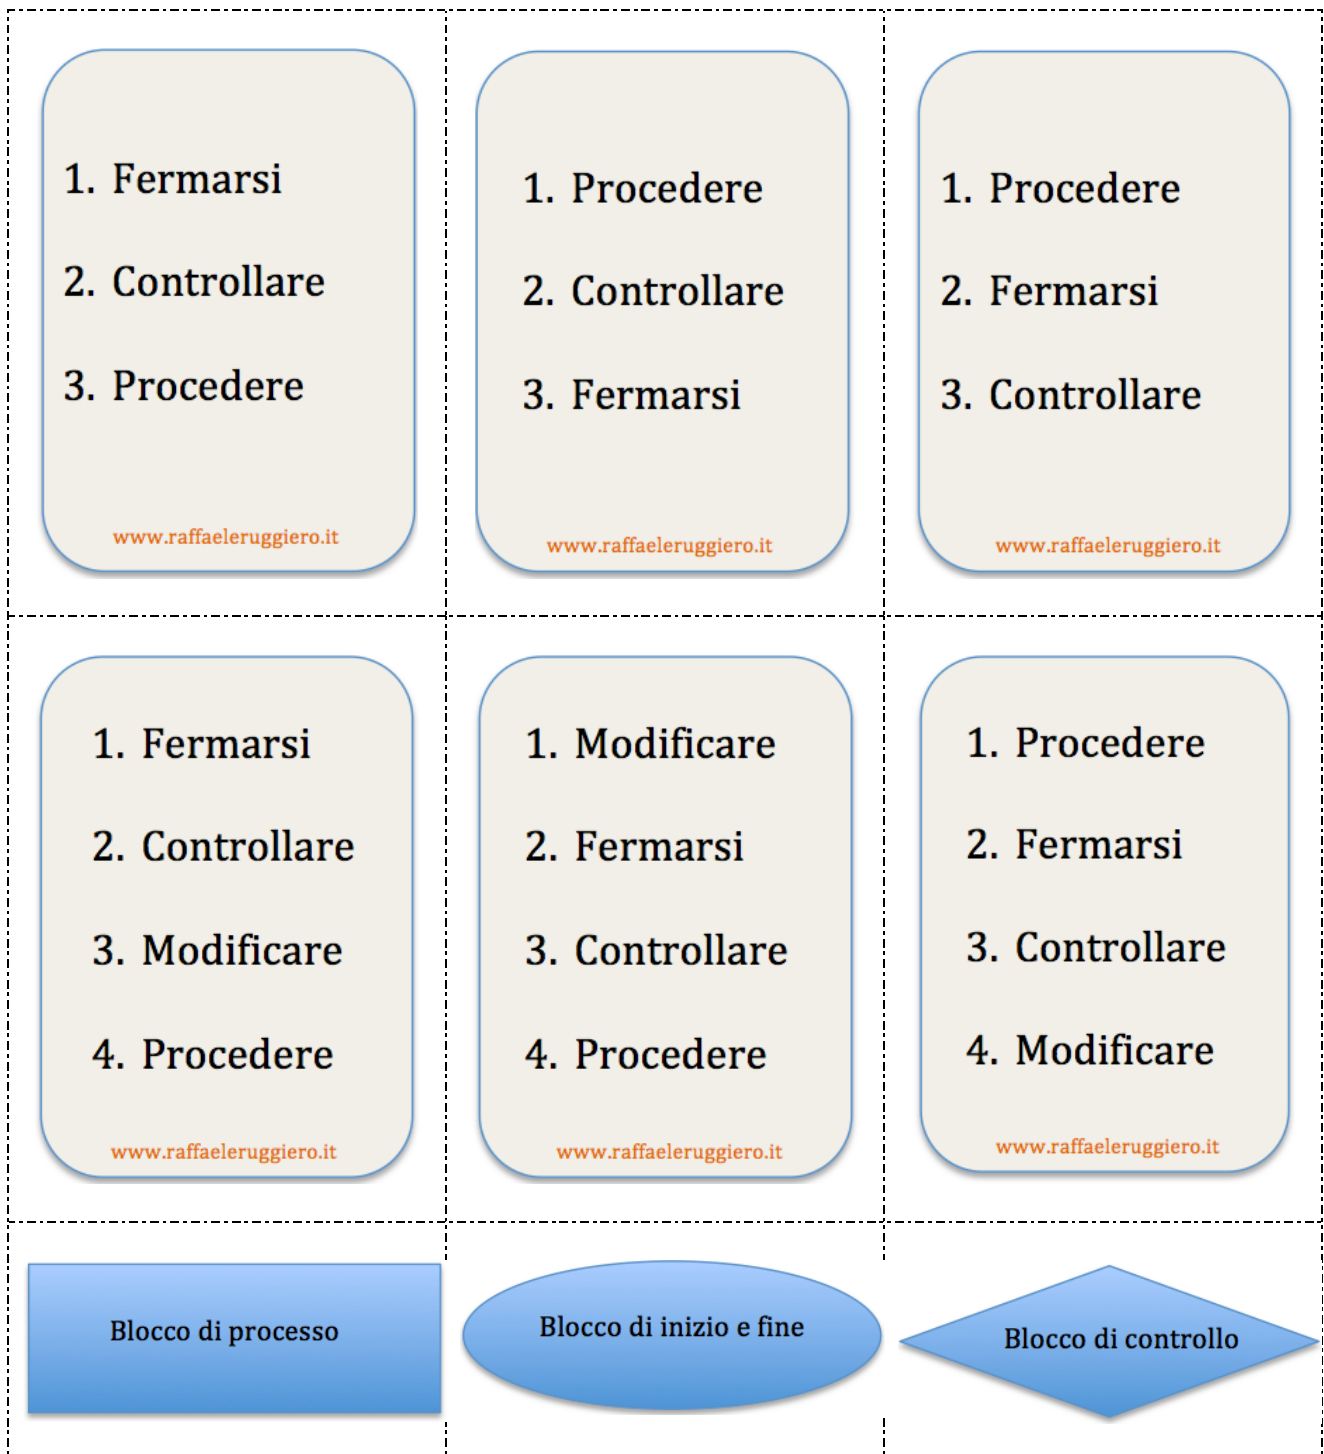 1. Fermarsi
2. Controllare
3. Procedere
www.raffaeleruggiero.it
1. Procedere
2. Controllare
3. Fermarsi
www.raffaeleruggiero.it
1. Procedere
2. Fermarsi
3. Controllare
www.raffaeleruggiero.it
1. Fermarsi
2. Controllare
3. Modificare
4. Procedere
www.raffaeleruggiero.it
1. Modificare
2. Fermarsi
3. Controllare
4. Procedere
www.raffaeleruggiero.it
1. Procedere
2. Fermarsi
3. Controllare
4. Modificare
www.raffaeleruggiero.it
Blocco di processo
Blocco di inizio e fine
Blocco di controllo